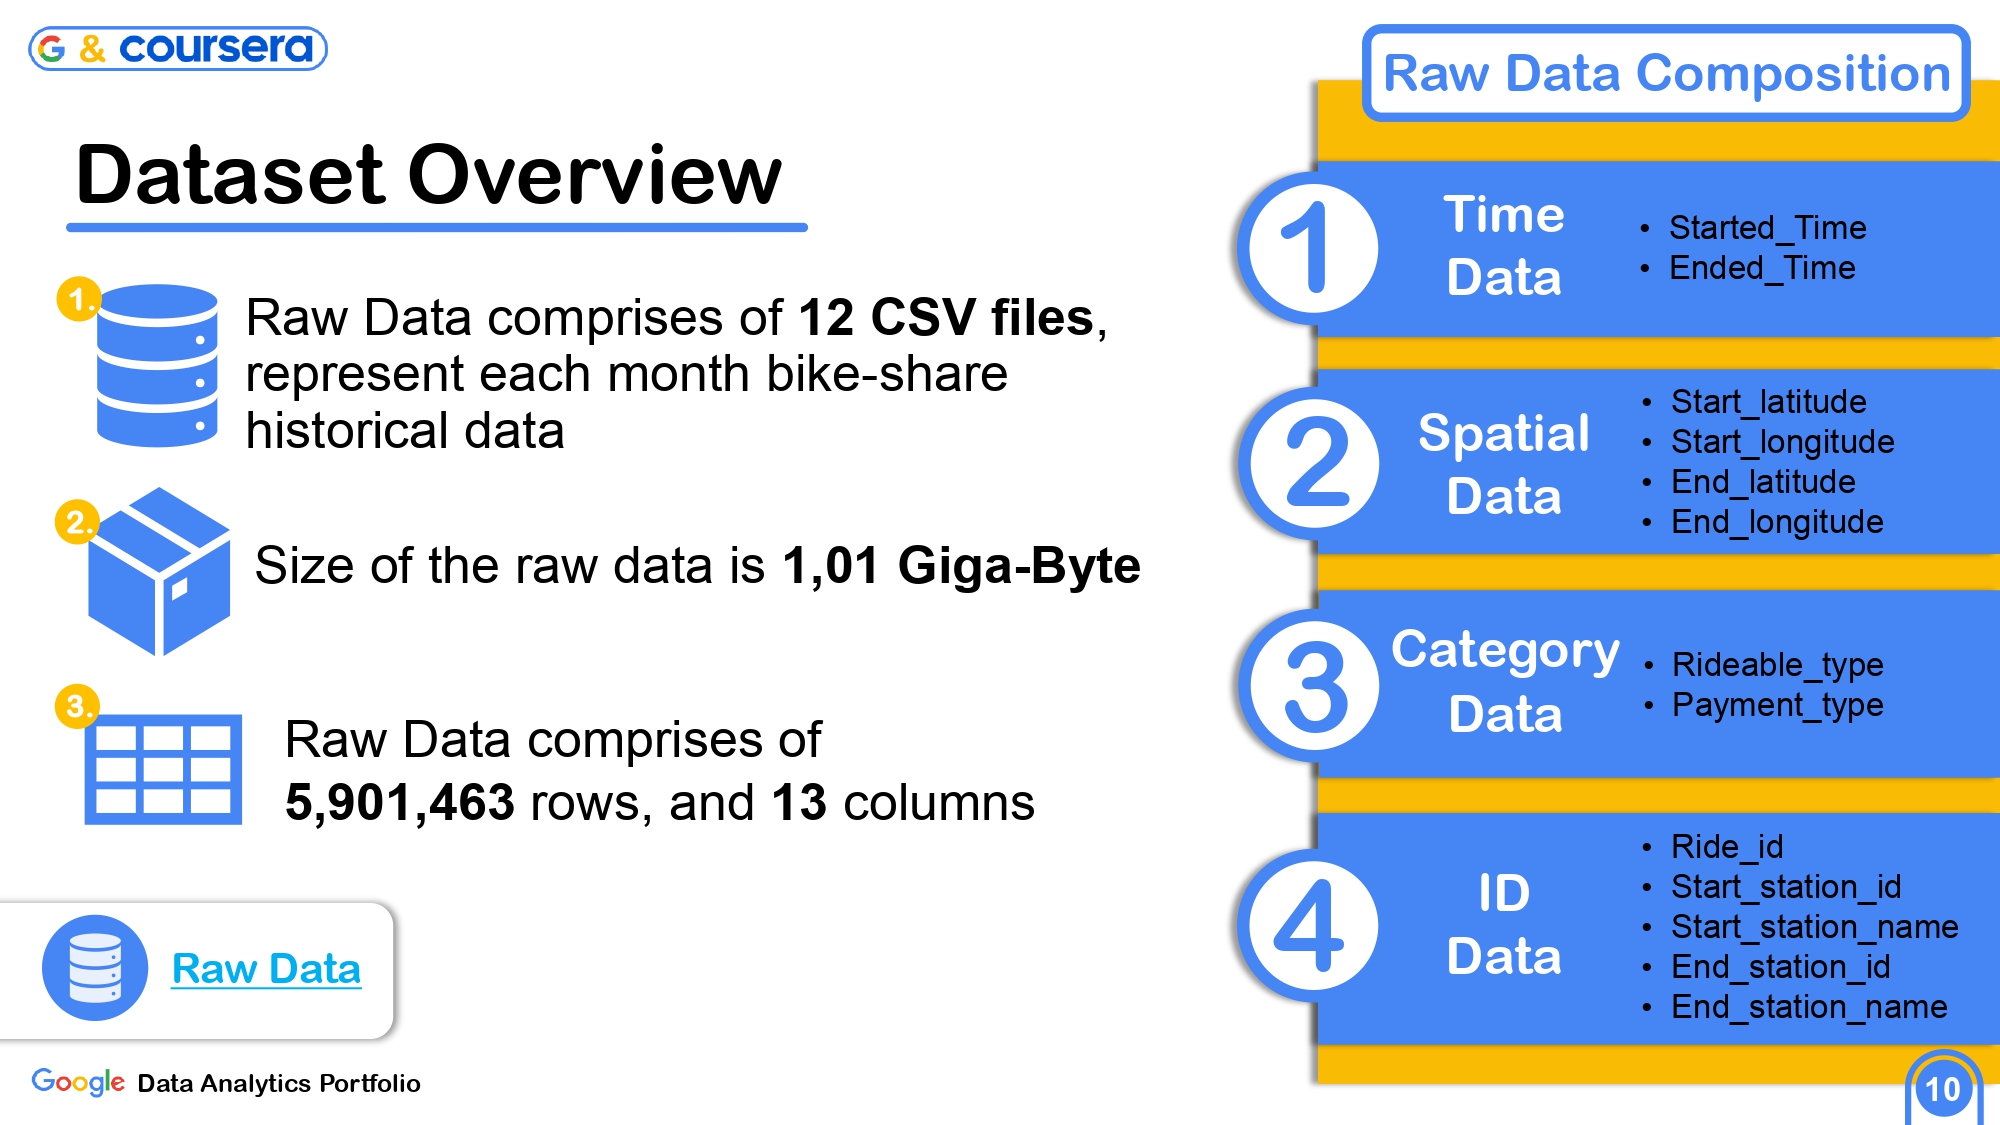 G & coursera
Dataset Overview
1.
Raw Data comprises of 12 CSV files,
represent each month bike-share
historical data
2.
Size of the raw data is 1,01 Giga-Byte
3.
Raw Data comprises of
5,901,463 rows, and 13 columns
Raw Data
Google Data Analytics Portfolio
Raw Data Composition
1
Time
Data
• Started_Time
• Ended_Time
2
Spatial
Data
• Start_latitude
• Start_longitude
• End_latitude
• End_longitude
3
Category
Data
• Rideable_type
• Payment_type
4
ID
Data
• Ride_id
• Start_station_id
• Start_station_name
• End_station_id
• End_station_name
10